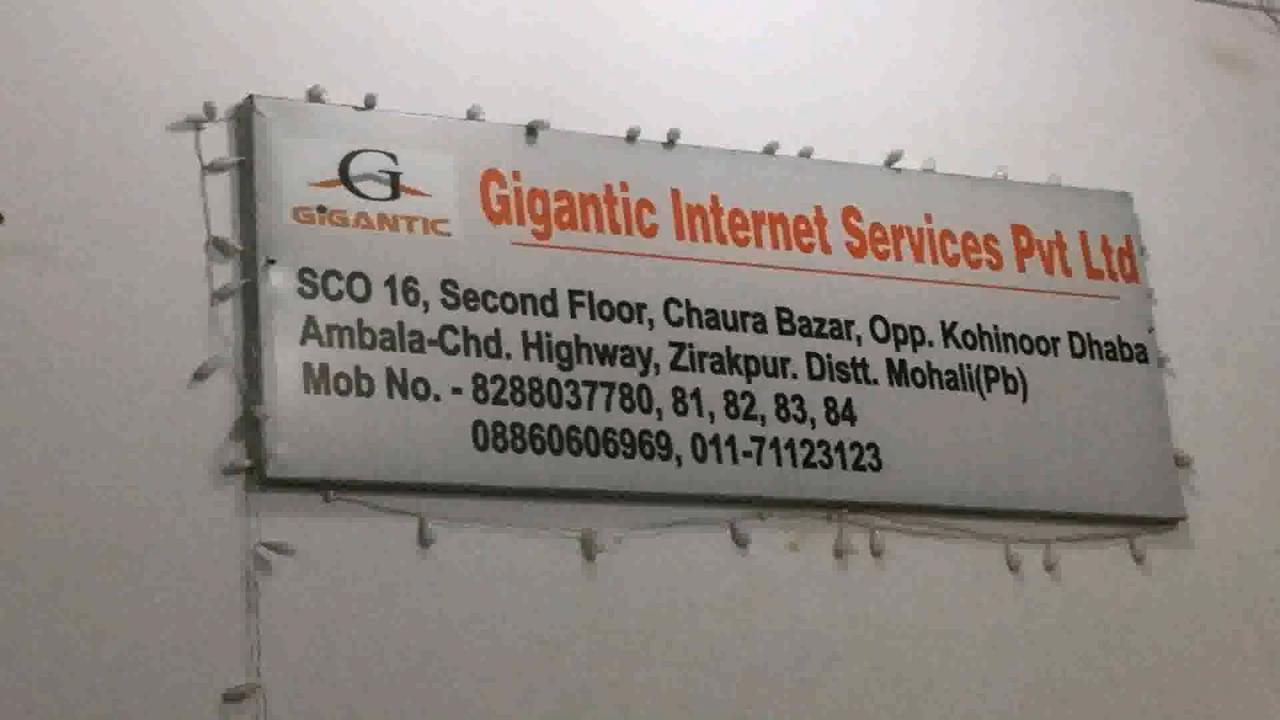 G
GIGANTIC
Gigantic Internet Services Pvt Ltd
SCO 16, Second Floor, Chaura Bazar, Opp. Kohinoor Dhaba
Ambala-Chd. Highway, Zirakpur. Distt. Mohali(Pb)
Mob No. - 8288037780, 81, 82, 83, 84
08860606969, 011-71123123